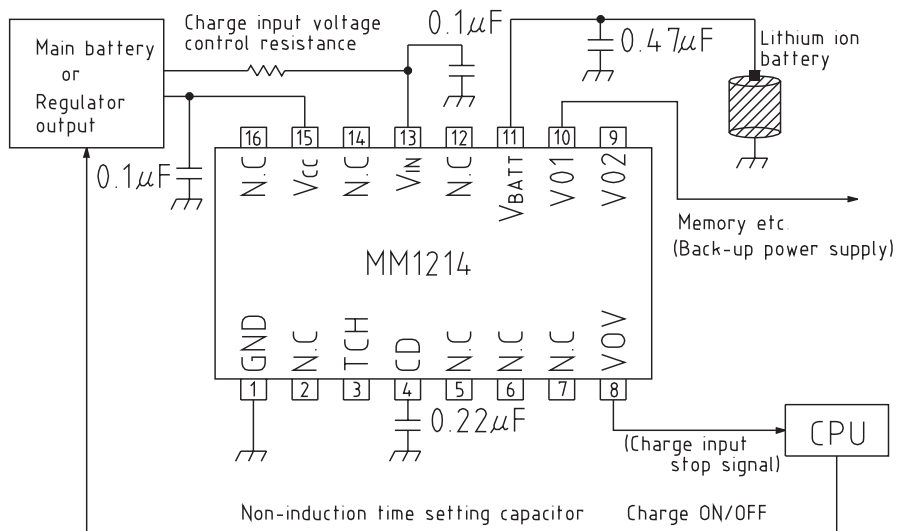 Main battery
or
Regulator
output
Charge input voltage
control resistance
0.1μF
0.47μF
Lithium ion
battery
0.1μF
16 15 14 13 12 11 10 9
N.C VCC N.C VIN N.C VBATT VO1 VO2
Memory etc.
(Back-up power supply)
MM1214
GND N.C TCH CD N.C N.C N.C VOV
1 2 3 4 5 6 7 8
0.22μF
(Charge input
stop signal)
CPU
Non-induction time setting capacitor
Charge ON/OFF